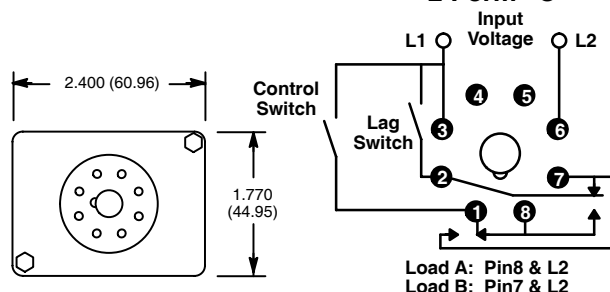 Input
Voltage
L1
L2
2.400 (60.96)
Control
Switch
4
5
3
6
Lag
Switch
2
7
1.770
(44.95)
1
8
Load A: Pin8 & L2
Load B: Pin7 & L2